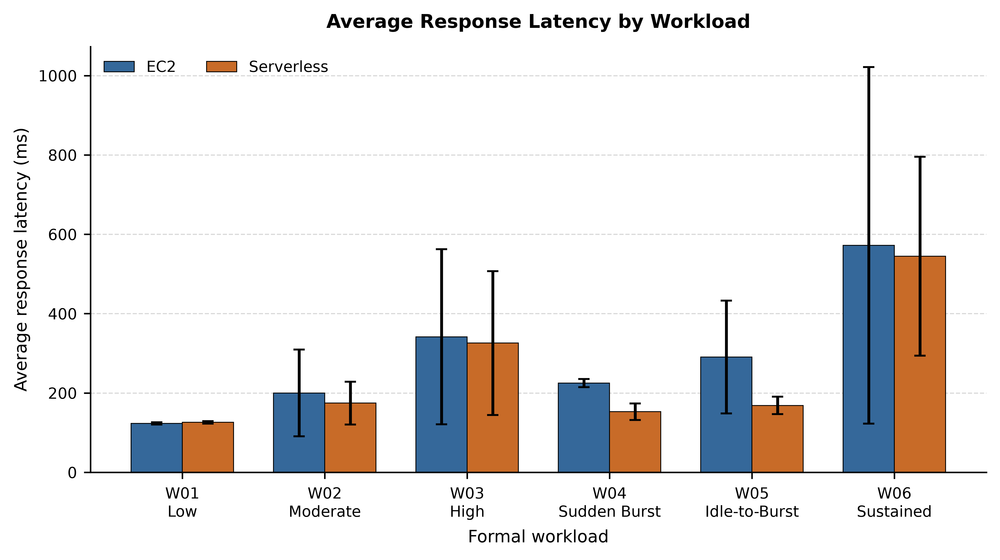 Average Response Latency by Workload
EC2
Serverless
Average response latency (ms)
1000
800
600
400
200
0
W01
Low
W02
Moderate
W03
High
W04
Sudden Burst
W05
Idle-to-Burst
W06
Sustained
Formal workload